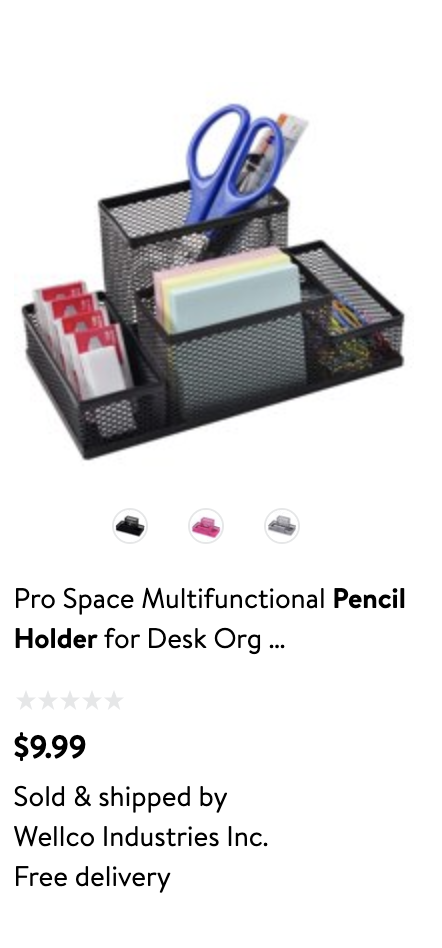 Pro Space Multifunctional Pencil
Holder for Desk Org ...
$9.99
Sold & shipped by
Wellco Industries Inc.
Free delivery